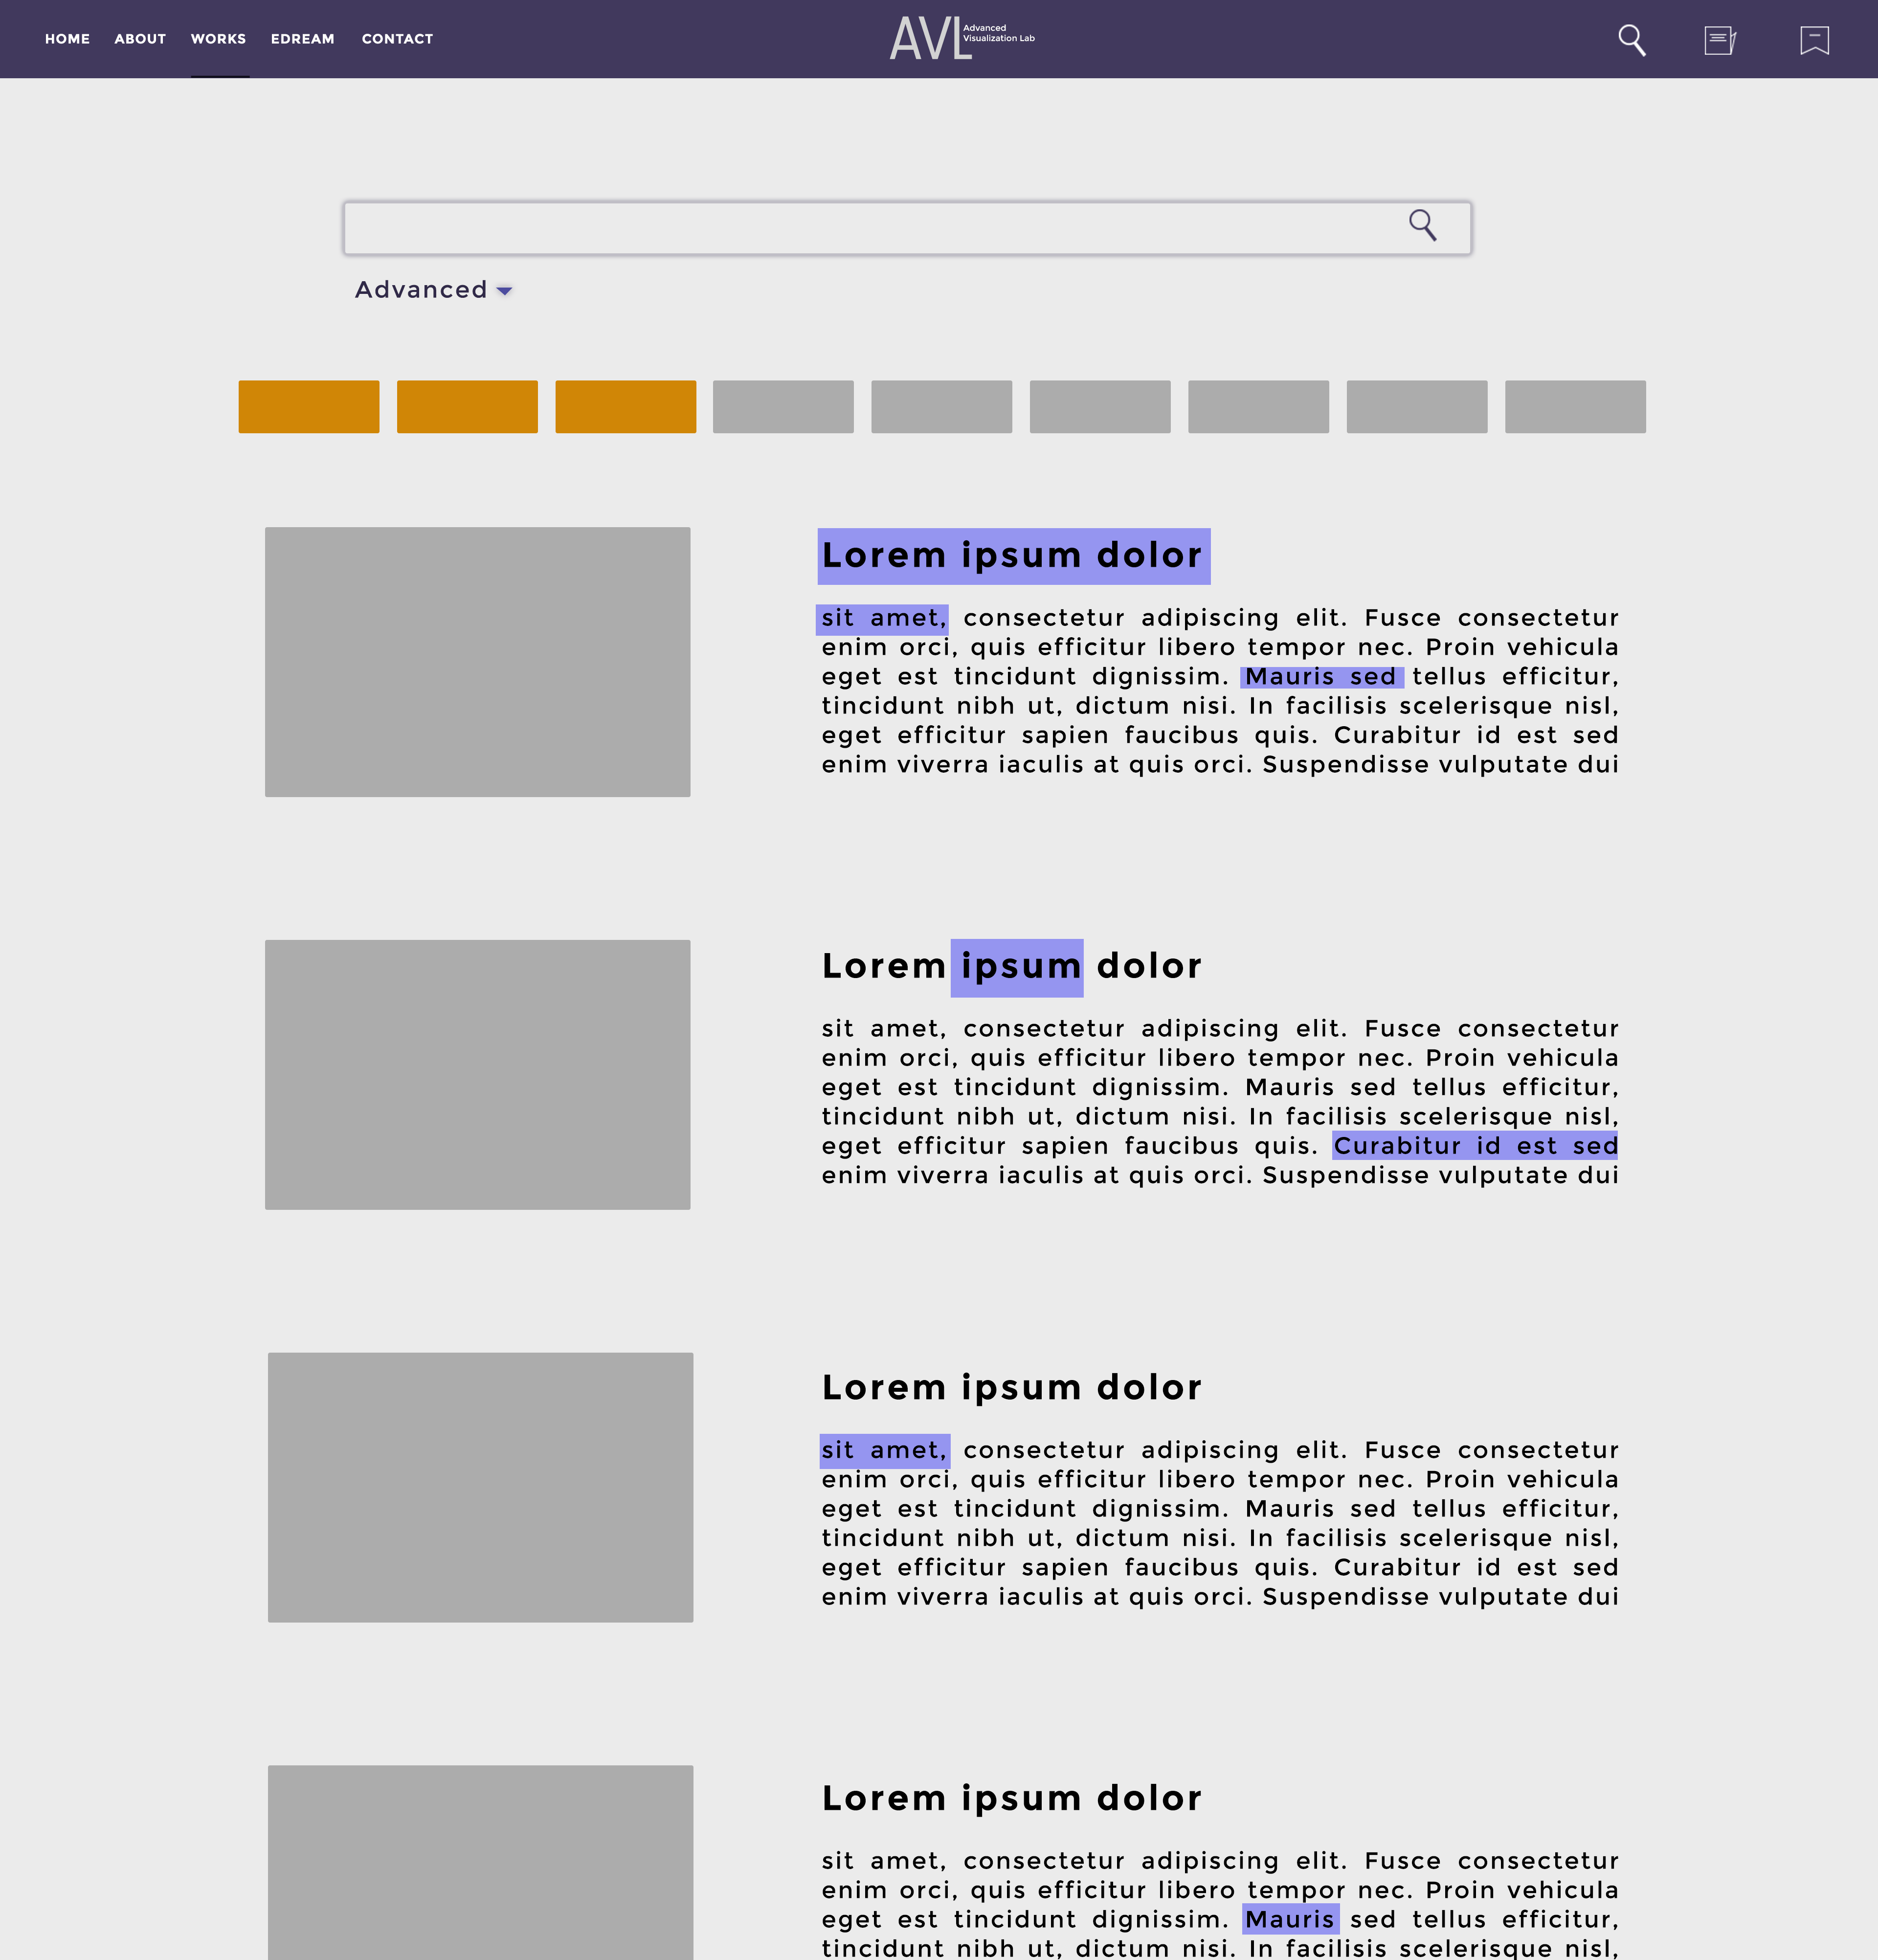 HOME ABOUT WORKS EDREAM CONTACT
AVL Advanced
Visualization Lab
Advanced
Lorem ipsum dolor
sit amet, consectetur adipiscing elit. Fusce consectetur
enim orci, quis efficitur libero tempor nec. Proin vehicula
eget est tincidunt dignissim. Mauris sed tellus efficitur,
tincidunt nibh ut, dictum nisi. In facilisis scelerisque nisl,
eget efficitur sapien faucibus quis. Curabitur id est sed
enim viverra iaculis at quis orci. Suspendisse vulputate dui
Lorem ipsum dolor
sit amet, consectetur adipiscing elit. Fusce consectetur
enim orci, quis efficitur libero tempor nec. Proin vehicula
eget est tincidunt dignissim. Mauris sed tellus efficitur,
tincidunt nibh ut, dictum nisi. In facilisis scelerisque nisl,
eget efficitur sapien faucibus quis. Curabitur id est sed
enim viverra iaculis at quis orci. Suspendisse vulputate dui
Lorem ipsum dolor
sit amet, consectetur adipiscing elit. Fusce consectetur
enim orci, quis efficitur libero tempor nec. Proin vehicula
eget est tincidunt dignissim. Mauris sed tellus efficitur,
tincidunt nibh ut, dictum nisi. In facilisis scelerisque nisl,
eget efficitur sapien faucibus quis. Curabitur id est sed
enim viverra iaculis at quis orci. Suspendisse vulputate dui
Lorem ipsum dolor
sit amet, consectetur adipiscing elit. Fusce consectetur
enim orci, quis efficitur libero tempor nec. Proin vehicula
eget est tincidunt dignissim. Mauris sed tellus efficitur,
tincidunt nibh ut, dictum nisi. In facilisis scelerisque nisl,